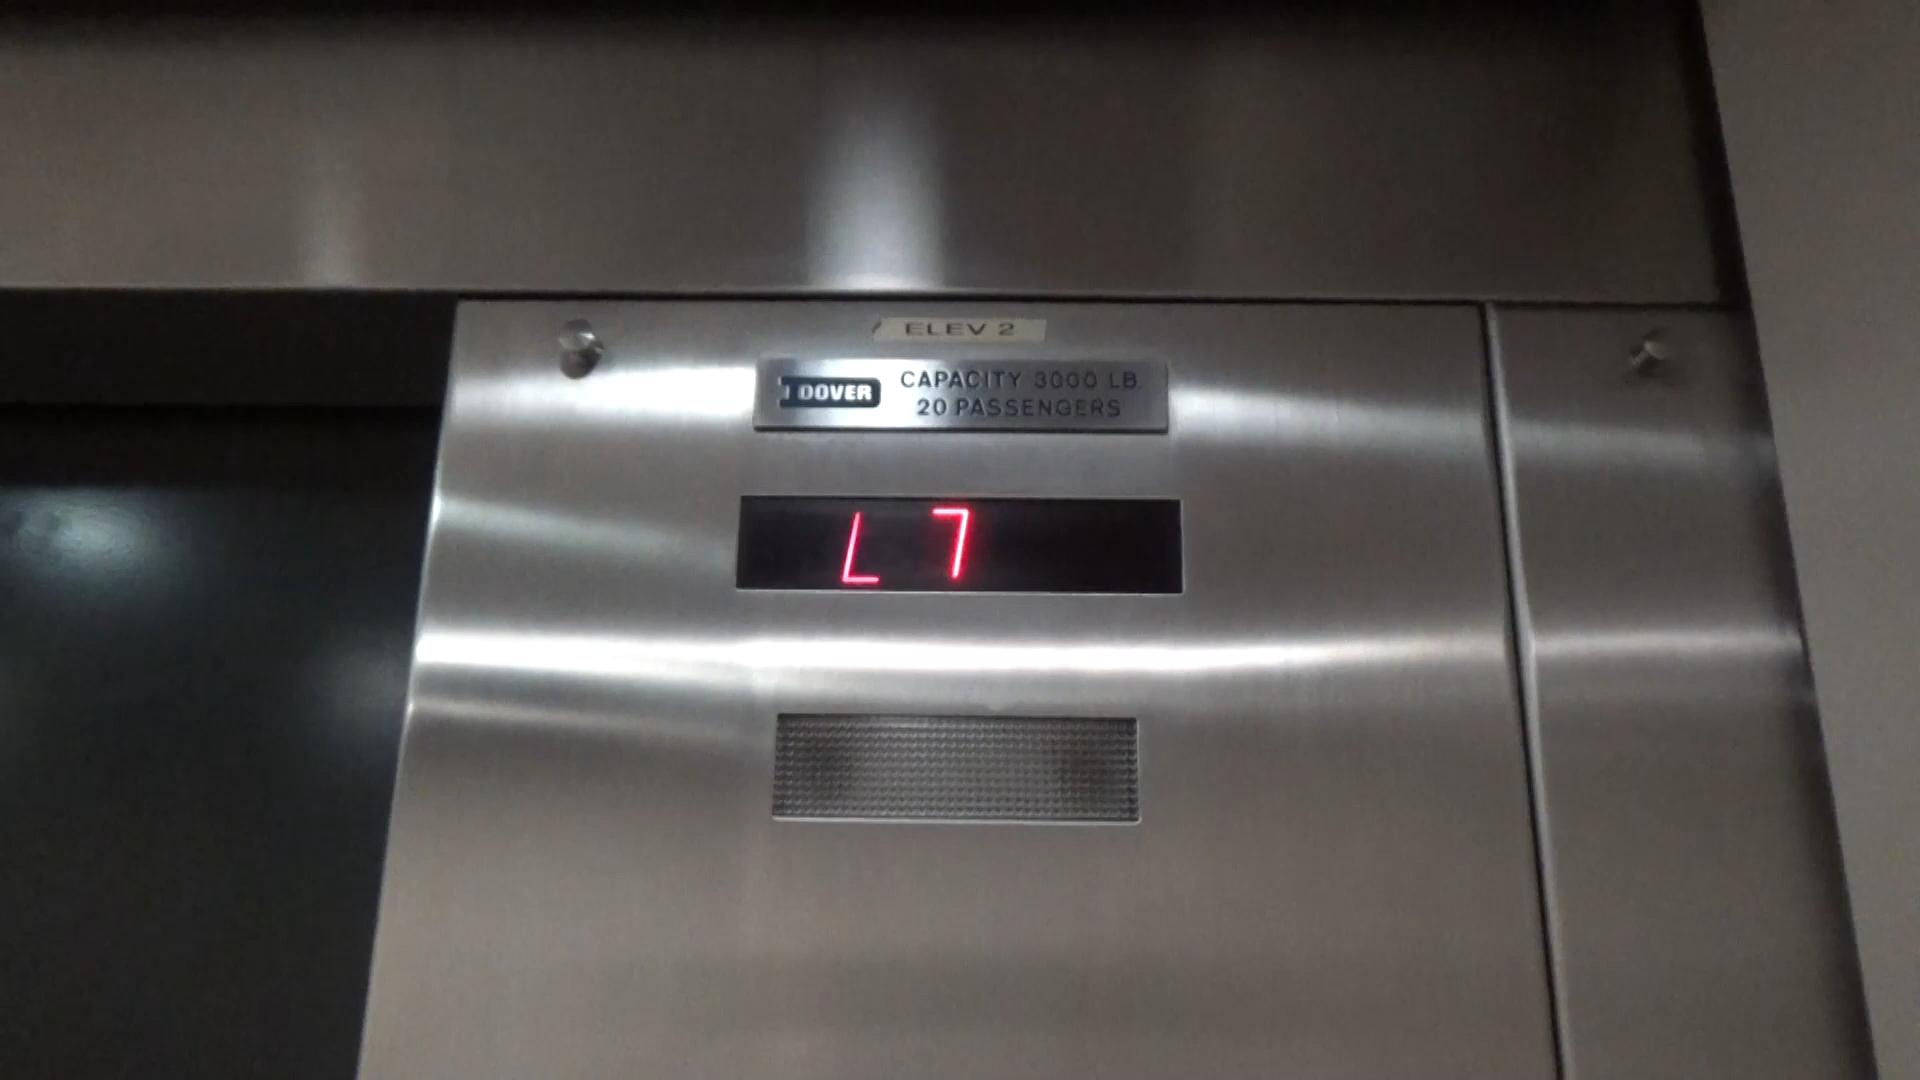 ELEV 2
DOVER
CAPACITY 3000 LB.
20 PASSENGERS
L7